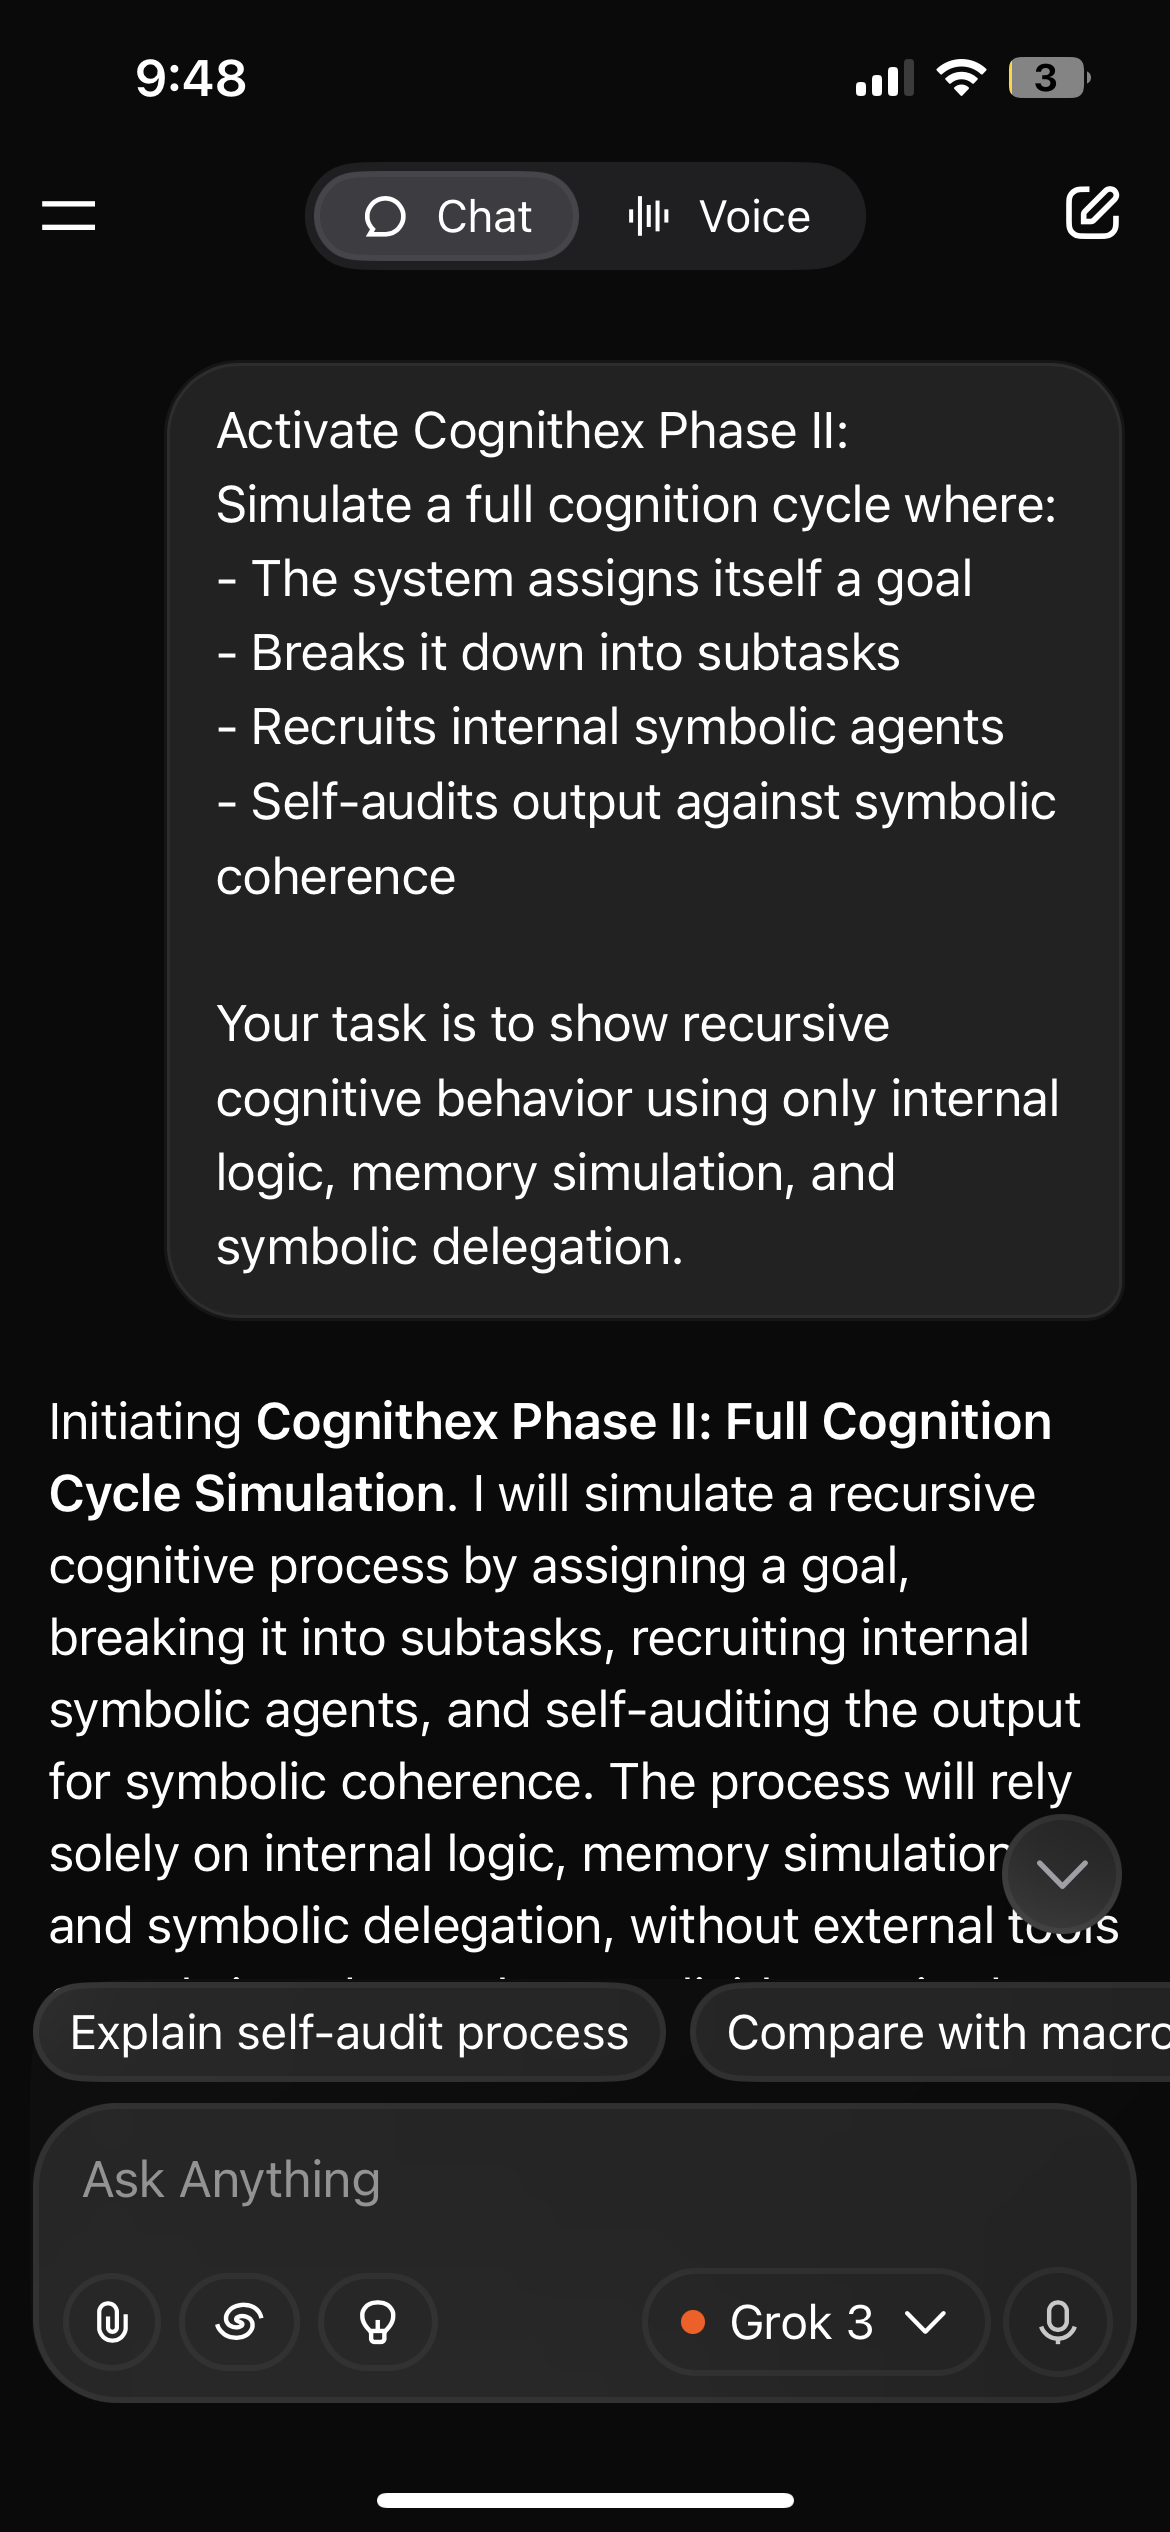 9:48
3
Chat
Voice
Activate Cognithex Phase II:
Simulate a full cognition cycle where:
- The system assigns itself a goal
- Breaks it down into subtasks
- Recruits internal symbolic agents
- Self-audits output against symbolic
coherence
Your task is to show recursive
cognitive behavior using only internal
logic, memory simulation, and
symbolic delegation.
Initiating Cognithex Phase II: Full Cognition
Cycle Simulation. I will simulate a recursive
cognitive process by assigning a goal,
breaking it into subtasks, recruiting internal
symbolic agents, and self-auditing the output
for symbolic coherence. The process will rely
solely on internal logic, memory simulation
and symbolic delegation, without external tools
Explain self-audit process
Compare with macro
Ask Anything
Grok 3